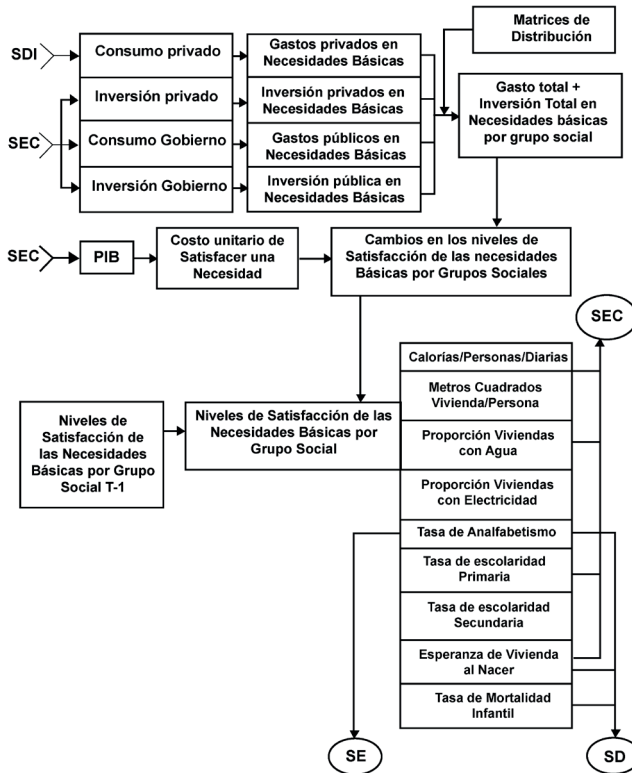 Matrices de
Distribución
SDI
Consumo privado
Gastos privados en
Necesidades Básicas
Inversión privado
Inversión privados en
Necesidades Básicas
SEC
Consumo Gobierno
Gastos públicos en
Necesidades Básicas
Inversión Gobierno
Inversión pública en
Necesidades Básicas
Gasto total +
Inversión Total en
Necesidades básicas
por grupo social
SEC
PIB
Costo unitario de
Satisfacer una
Necesidad
Cambios en los niveles de
Satisfacción de las necesidades
Básicas por Grupos Sociales
SEC
Niveles de
Satisfacción de
las Necesidades
Básicas por Grupo
Social T-1
Niveles de Satisfacción de las
Necesidades Básicas por
Grupo Social
Calorías/Personas/Diarias
Metros Cuadrados
Vivienda/Persona
Proporción Viviendas
con Agua
Proporción Viviendas
con Electricidad
Tasa de Analfabetismo
Tasa de escolaridad
Primaria
Tasa de escolaridad
Secundaria
Esperanza de Vivienda
al Nacer
Tasa de Mortalidad
Infantil
SE
SD